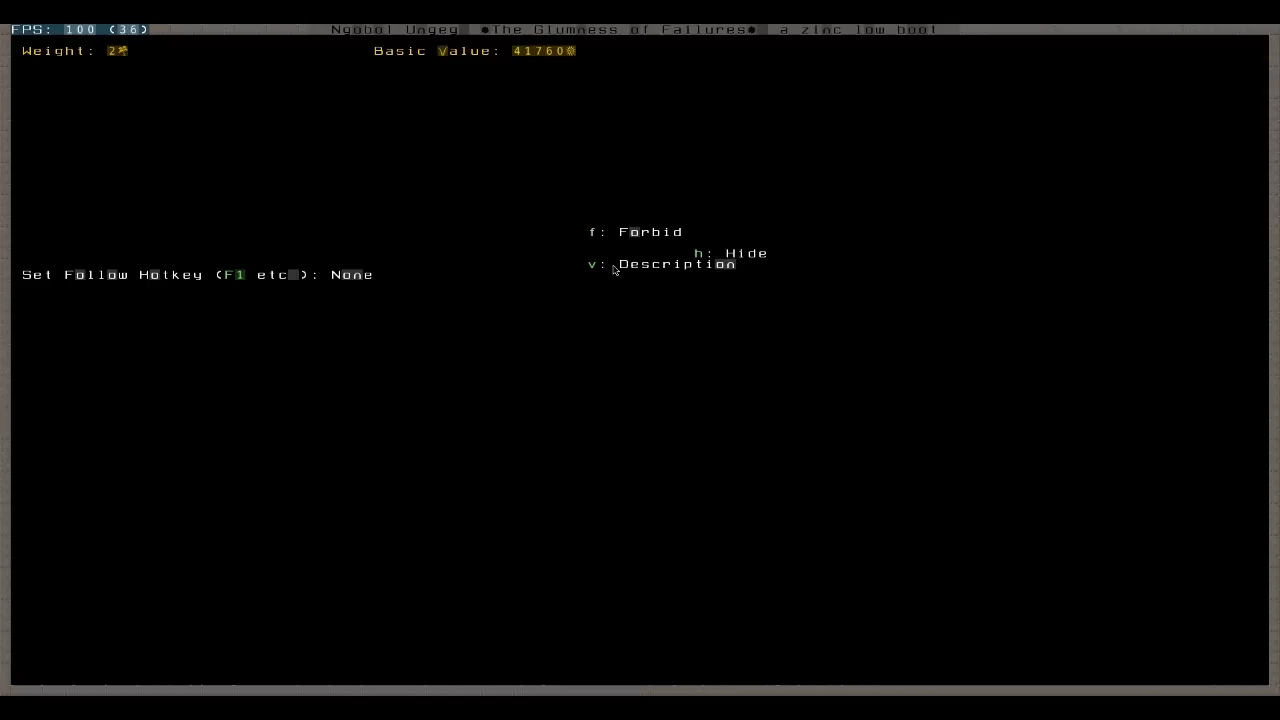 FPS: 100 (36) Ngobol Ungeg "The Glumness of Failures" a zinc low boot
Weight: 2 Basic Value: 41760☼
f: Forbid
h: Hide
v: Description
Set Follow Hotkey (F1 etc.): None